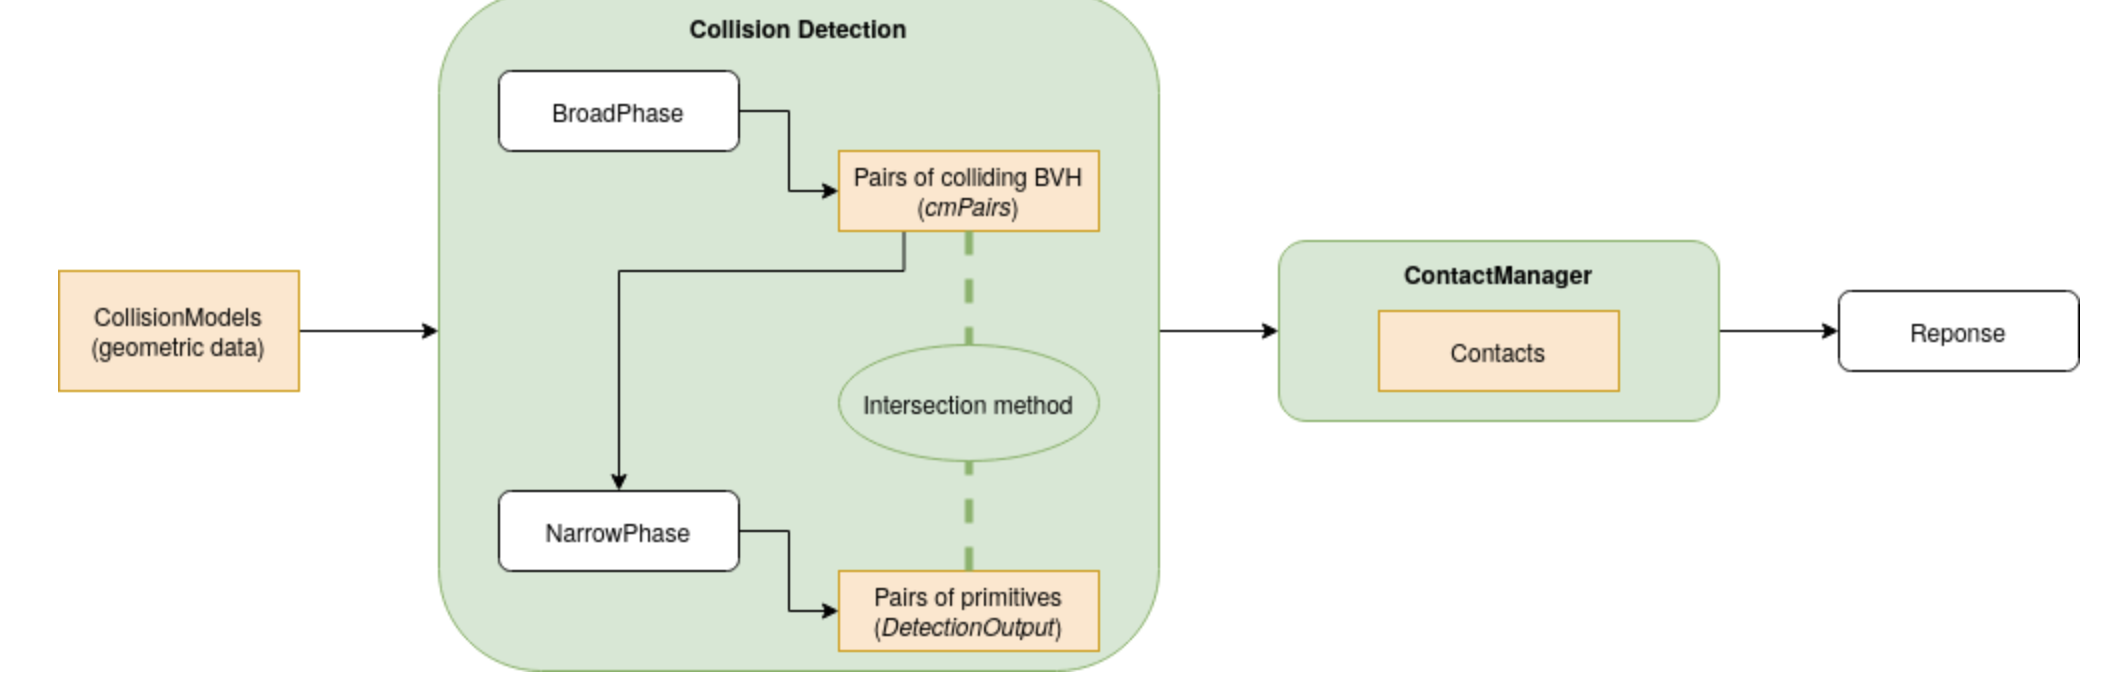 Collision Detection
BroadPhase
Pairs of colliding BVH
(cmPairs)
CollisionModels
(geometric data)
Intersection method
NarrowPhase
Pairs of primitives
(DetectionOutput)
ContactManager
Contacts
Reponse